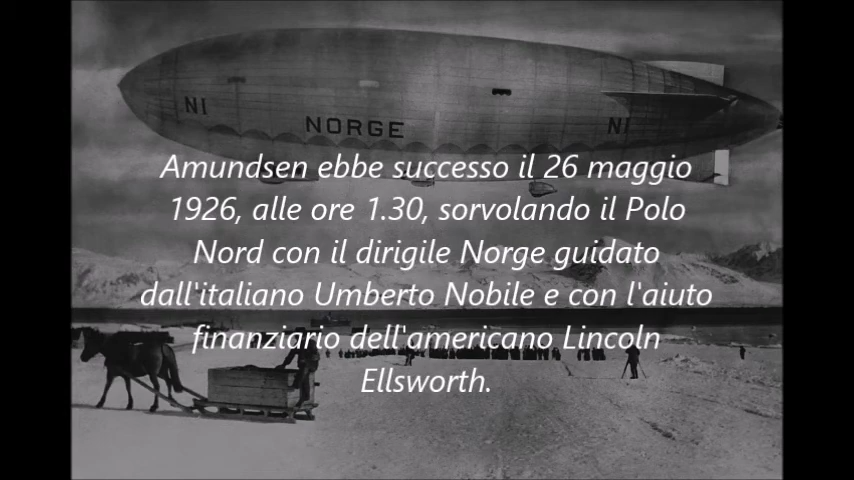 NI
NORGE
NI
Amundsen ebbe successo il 26 maggio
1926, alle ore 1.30, sorvolando il Polo
Nord con il dirigile Norge guidato
dall'italiano Umberto Nobile e con l'aiuto
finanziario dell'americano Lincoln
Ellsworth.